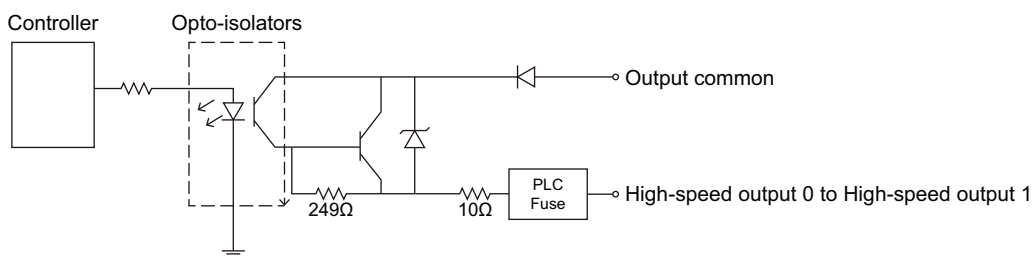 Controller
Opto-isolators
Output common
249Ω
10Ω
PLC
Fuse
High-speed output 0 to High-speed output 1